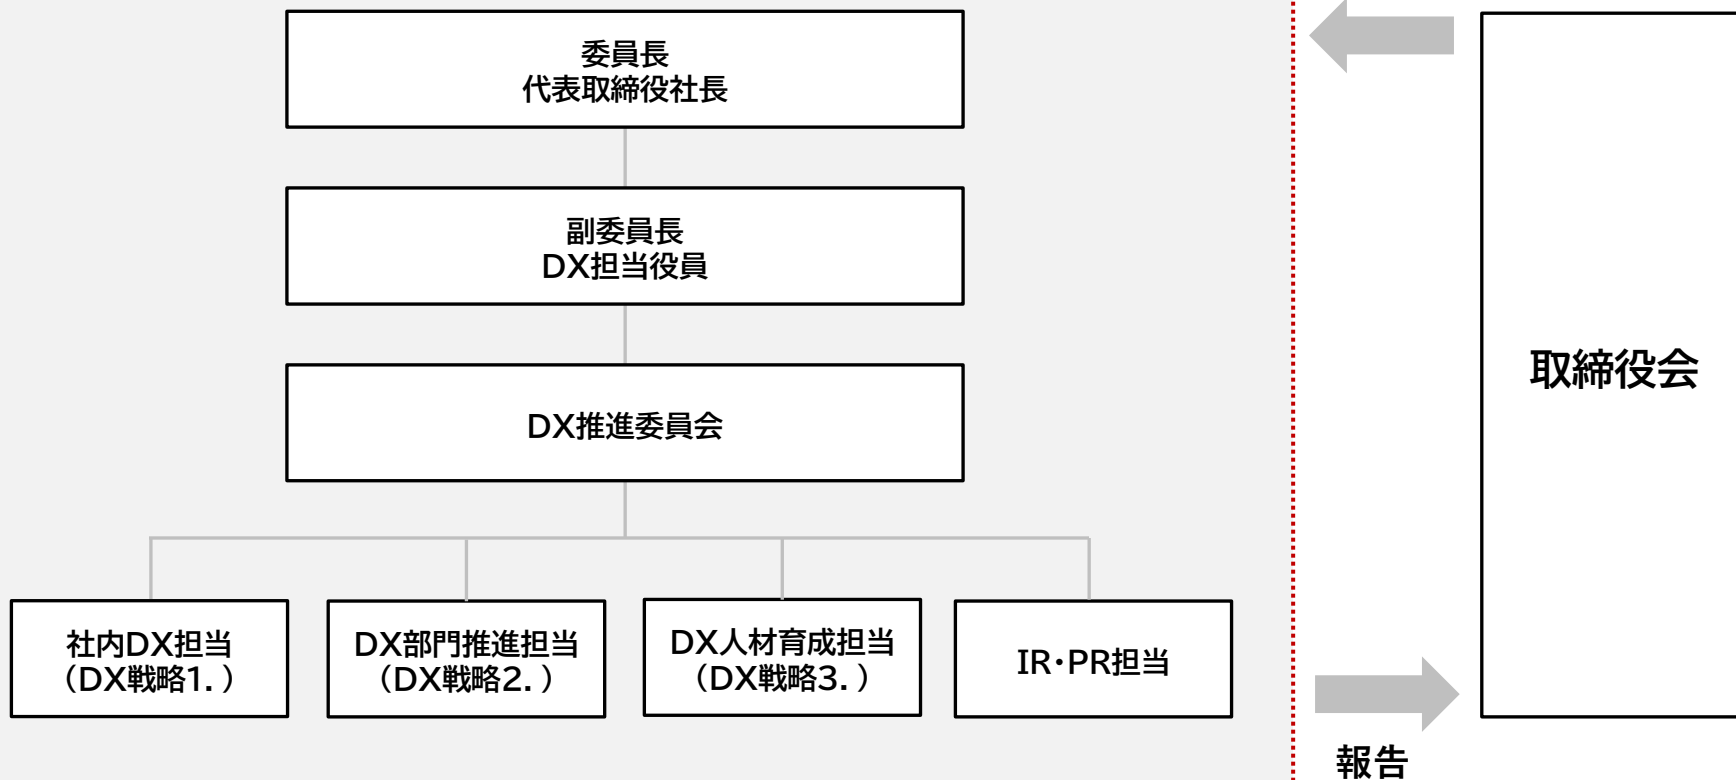 委員長
代表取締役社長
副委員長
DX担当役員
DX推進委員会
社内DX担当
（DX戦略1．）
DX部門推進担当
（DX戦略2．）
DX人材育成担当
（DX戦略3．）
IR・PR担当
取締役会
報告